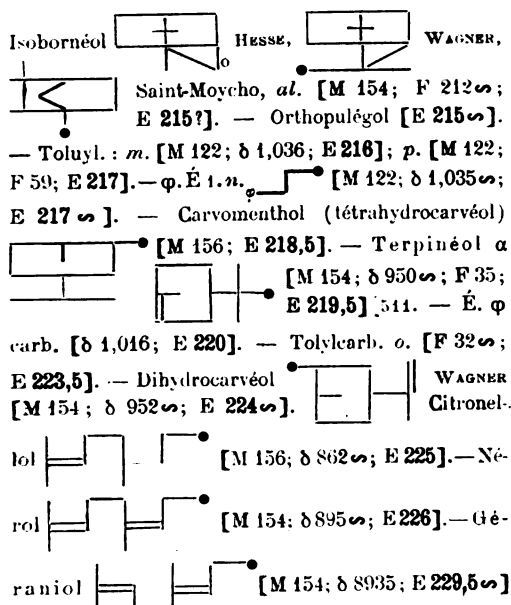 Isobornéol HESSE, WAGNER,
Saint-Moycho, al. [M 154; F 212∾;
E 215?]. — Orthopulégol [E 215∾].
— Toluyl. : m. [M 122; δ 1,036; E 216]; p. [M 122;
F 59; E 217]. — φ. É 1. n. φ [M 122; δ 1,035∾;
E 217∾]. — Carvomenthol (tétrahydrocarvéol)
[M 156; E 218,5]. — Terpinéol α
[M 154; δ 950∾; F 35;
E 219,5] 511. — É. φ
carb. [δ 1,016; E 220]. — Tolylcarb. o. [F 32∾;
E 223,5]. — Dihydrocarvéol WAGNER
[M 154; δ 952∾; E 224∾]. Citronel-
lol [M 156; δ 862∾; E 225]. — Né-
rol [M 154: δ 895∾; E 226]. — Gé-
raniol [M 154; δ 8935; E 229,5∾]